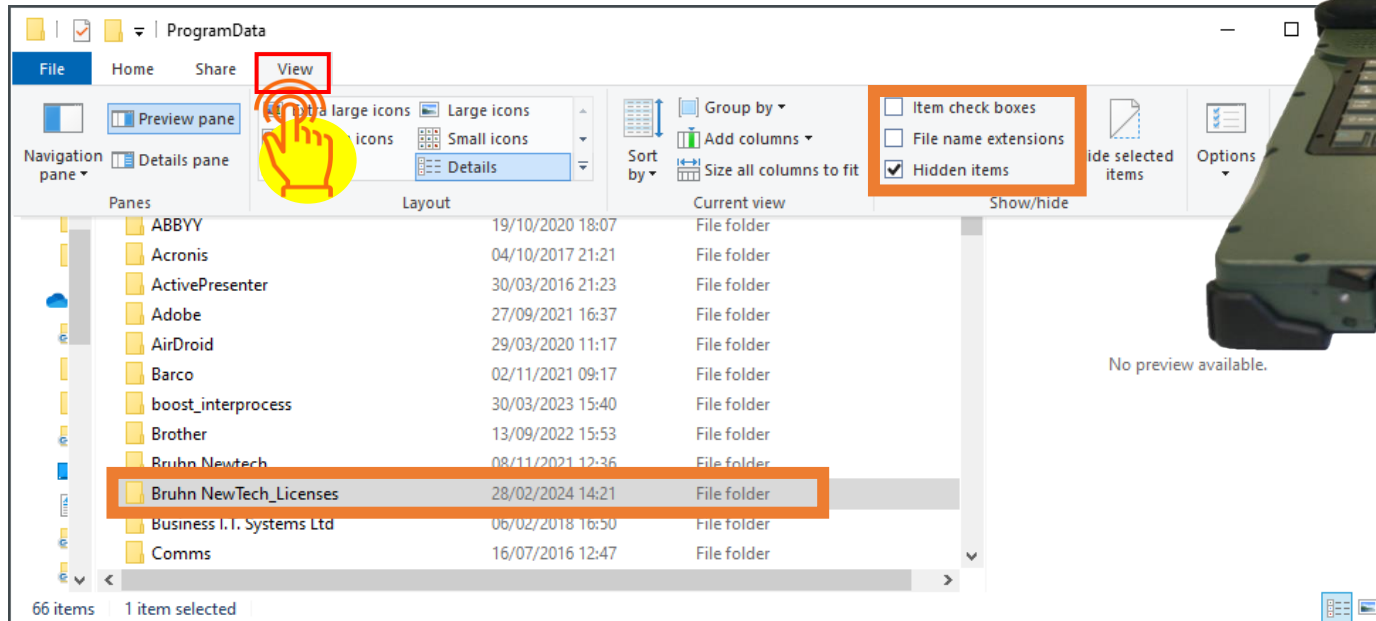 ProgramData
File Home Share View
Navigation pane
Preview pane
Details pane
Panes
large icons
Large icons
icons
Small icons
Details
Layout
Sort by
Group by
Add columns
Size all columns to fit
Current view
Item check boxes
File name extensions
Hidden items
selected items
Show/hide
Options
ABBYY 19/10/2020 18:07 File folder
Acronis 04/10/2017 21:21 File folder
ActivePresenter 30/03/2016 21:23 File folder
Adobe 27/09/2021 16:37 File folder
AirDroid 29/03/2020 11:17 File folder
Barco 02/11/2021 09:17 File folder
boost_interprocess 30/03/2023 15:40 File folder
Brother 13/09/2022 15:53 File folder
Bruhn Newtech 08/11/2021 12:36 File folder
Bruhn NewTech_Licenses 28/02/2024 14:21 File folder
Business I.T. Systems Ltd 06/02/2018 16:50 File folder
Comms 16/07/2016 12:47 File folder
No preview available.
66 items 1 item selected